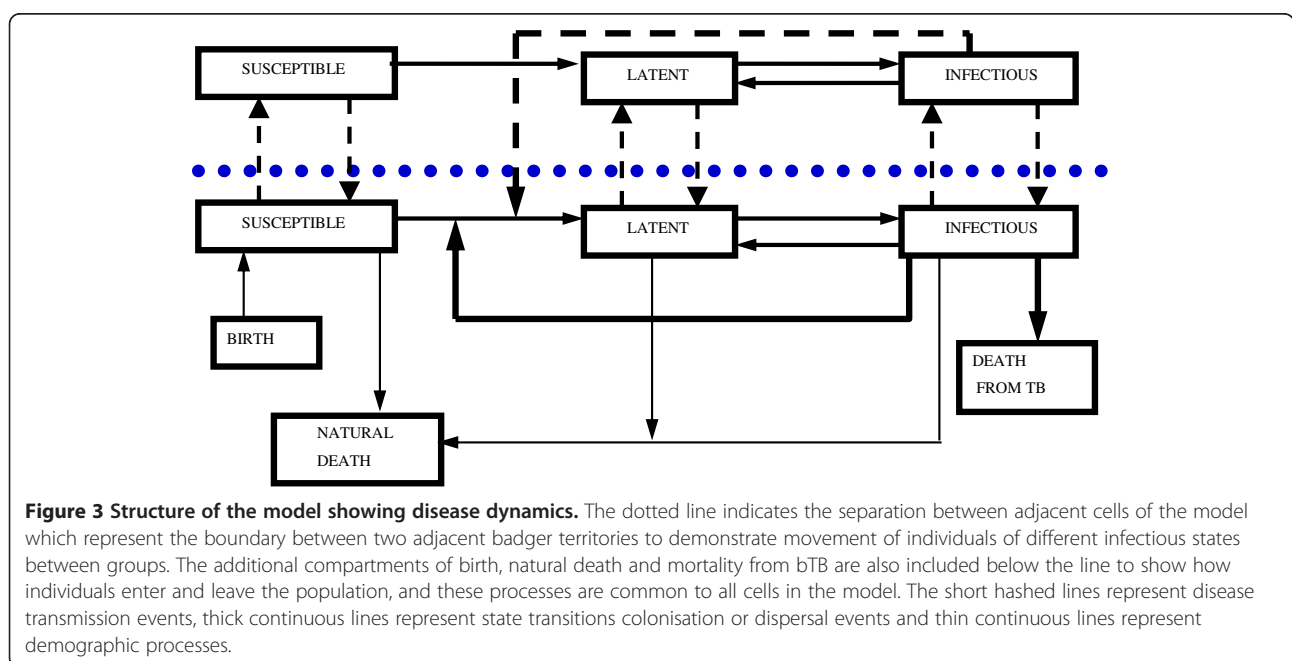 SUSCEPTIBLE
LATENT
INFECTIOUS
SUSCEPTIBLE
LATENT
INFECTIOUS
BIRTH
DEATH
FROM TB
NATURAL
DEATH
Figure 3 Structure of the model showing disease dynamics. The dotted line indicates the separation between adjacent cells of the model
which represent the boundary between two adjacent badger territories to demonstrate movement of individuals of different infectious states
between groups. The additional compartments of birth, natural death and mortality from bTB are also included below the line to show how
individuals enter and leave the population, and these processes are common to all cells in the model. The short hashed lines represent disease
transmission events, thick continuous lines represent state transitions colonisation or dispersal events and thin continuous lines represent
demographic processes.